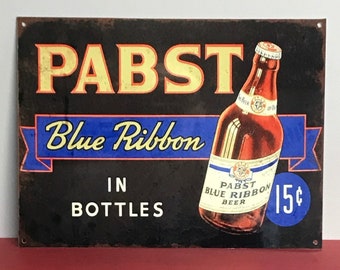 PABST
Blue Ribbon
IN
BOTTLES
PABST
BLUE RIBBON
BEER
15¢